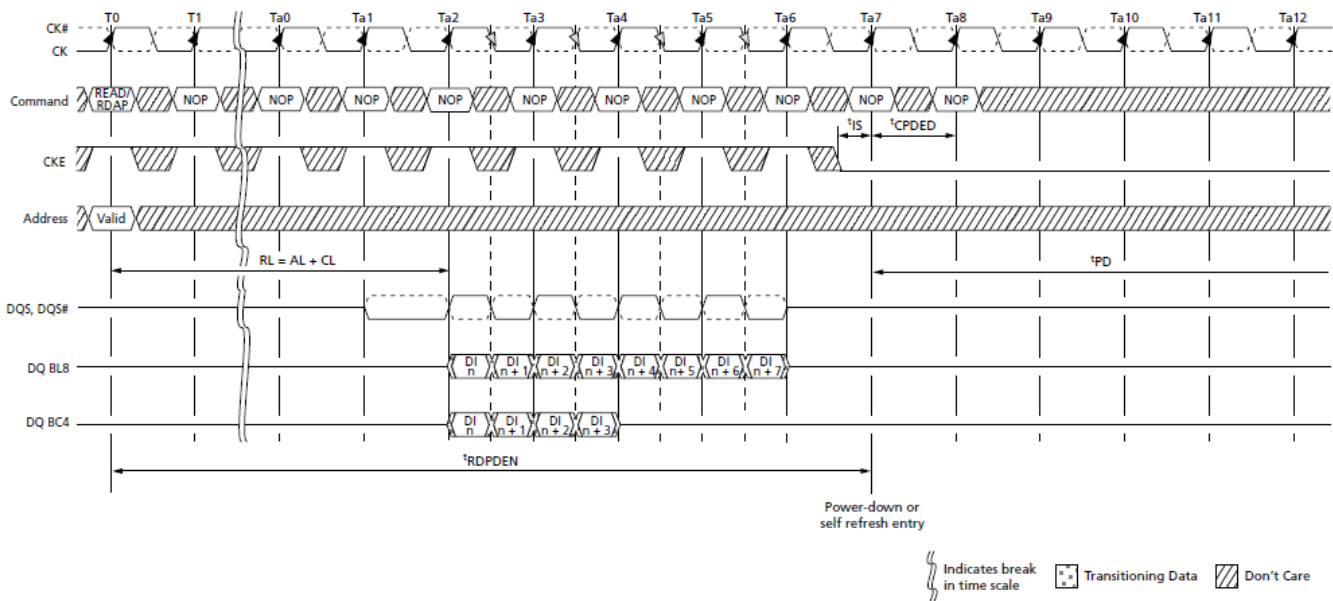 T0 T1 Ta0 Ta1 Ta2 Ta3 Ta4 Ta5 Ta6 Ta7 Ta8 Ta9 Ta10 Ta11 Ta12
CK#
CK
Command READ/ RDAP NOP NOP NOP NOP NOP NOP NOP NOP NOP NOP
tIS tCPDED
CKE
Address Valid
RL = AL + CL tPD
DQS, DQS#
DQ BL8 DI n DI n + 1 DI n + 2 DI n + 3 DI n + 4 DI n+ 5 DI n + 6 DI n + 7
DQ BC4 DI n DI n + 1 DI n + 2 DI n + 3
tRDPDEN
Power-down or
self refresh entry
Indicates break
in time scale
Transitioning Data
Don't Care